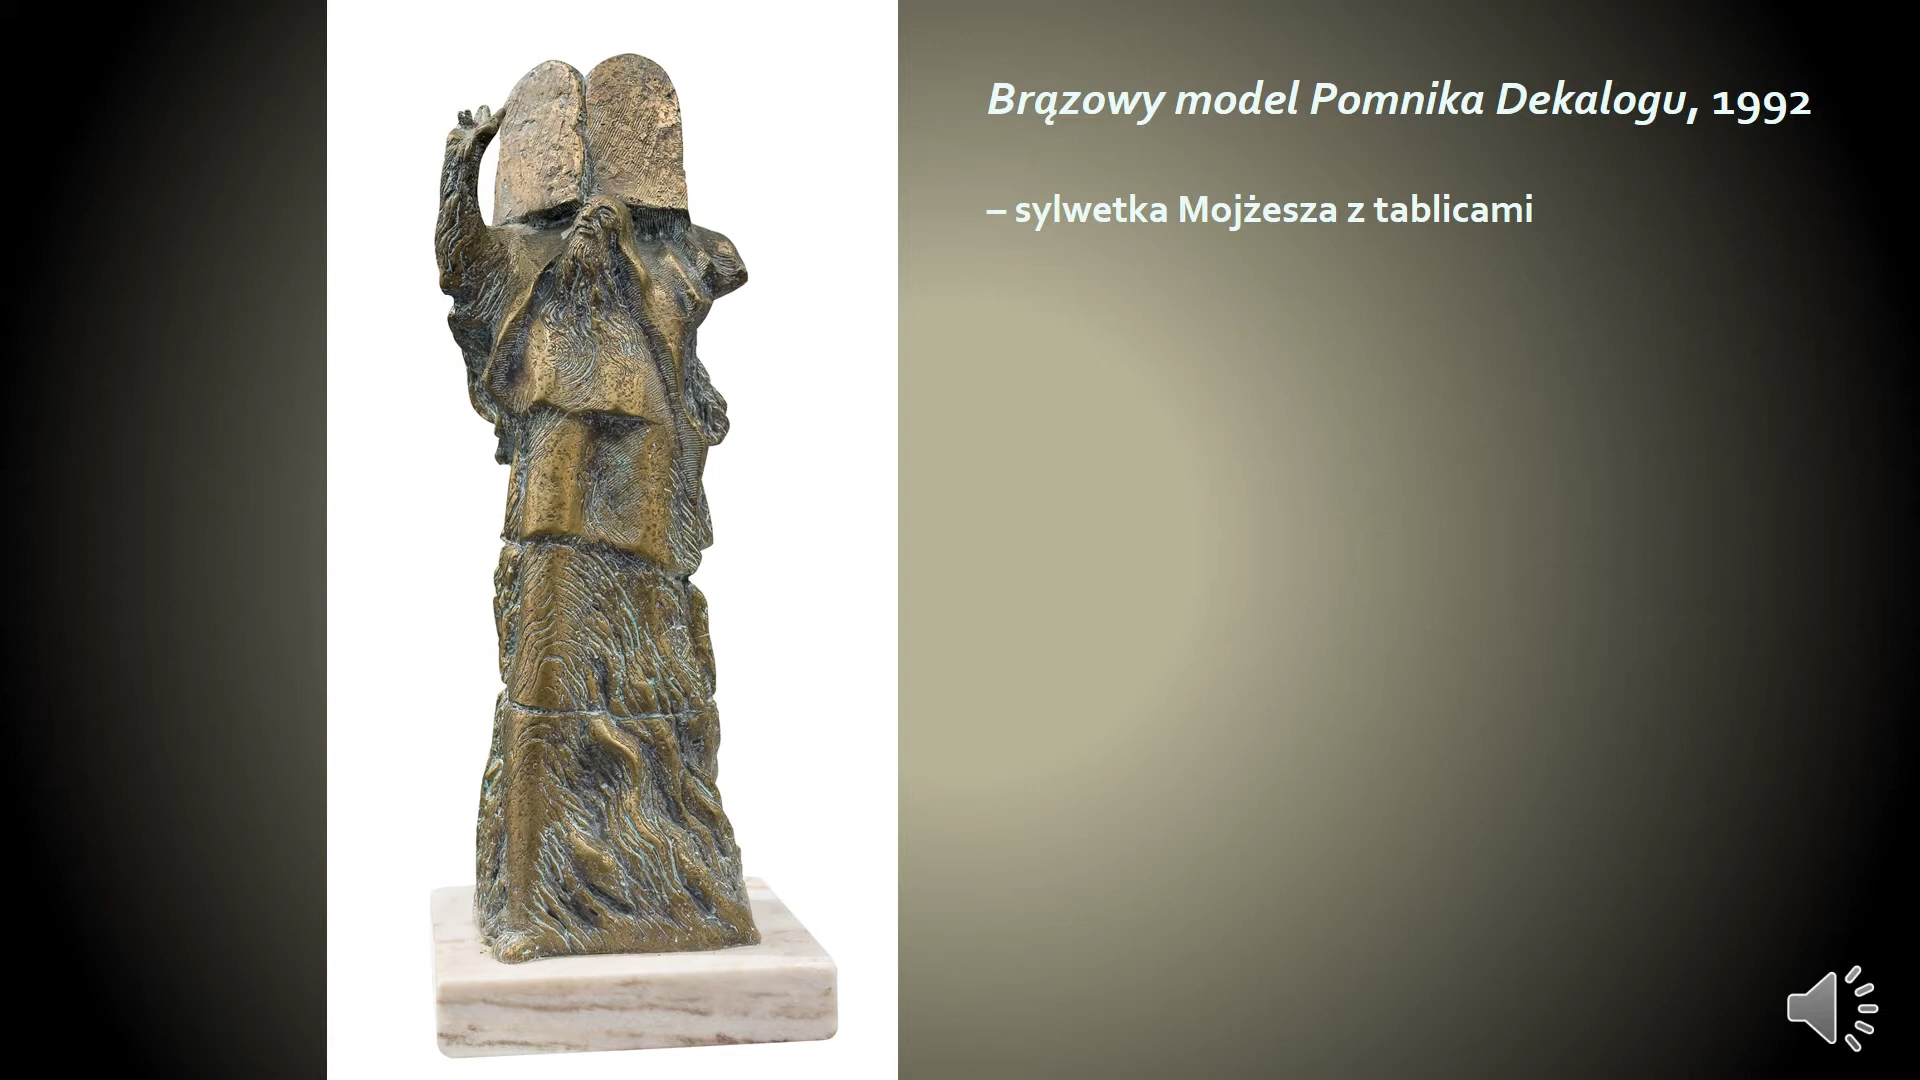 Brązowy model Pomnika Dekalogu, 1992
– sylwetka Mojżesza z tablicami